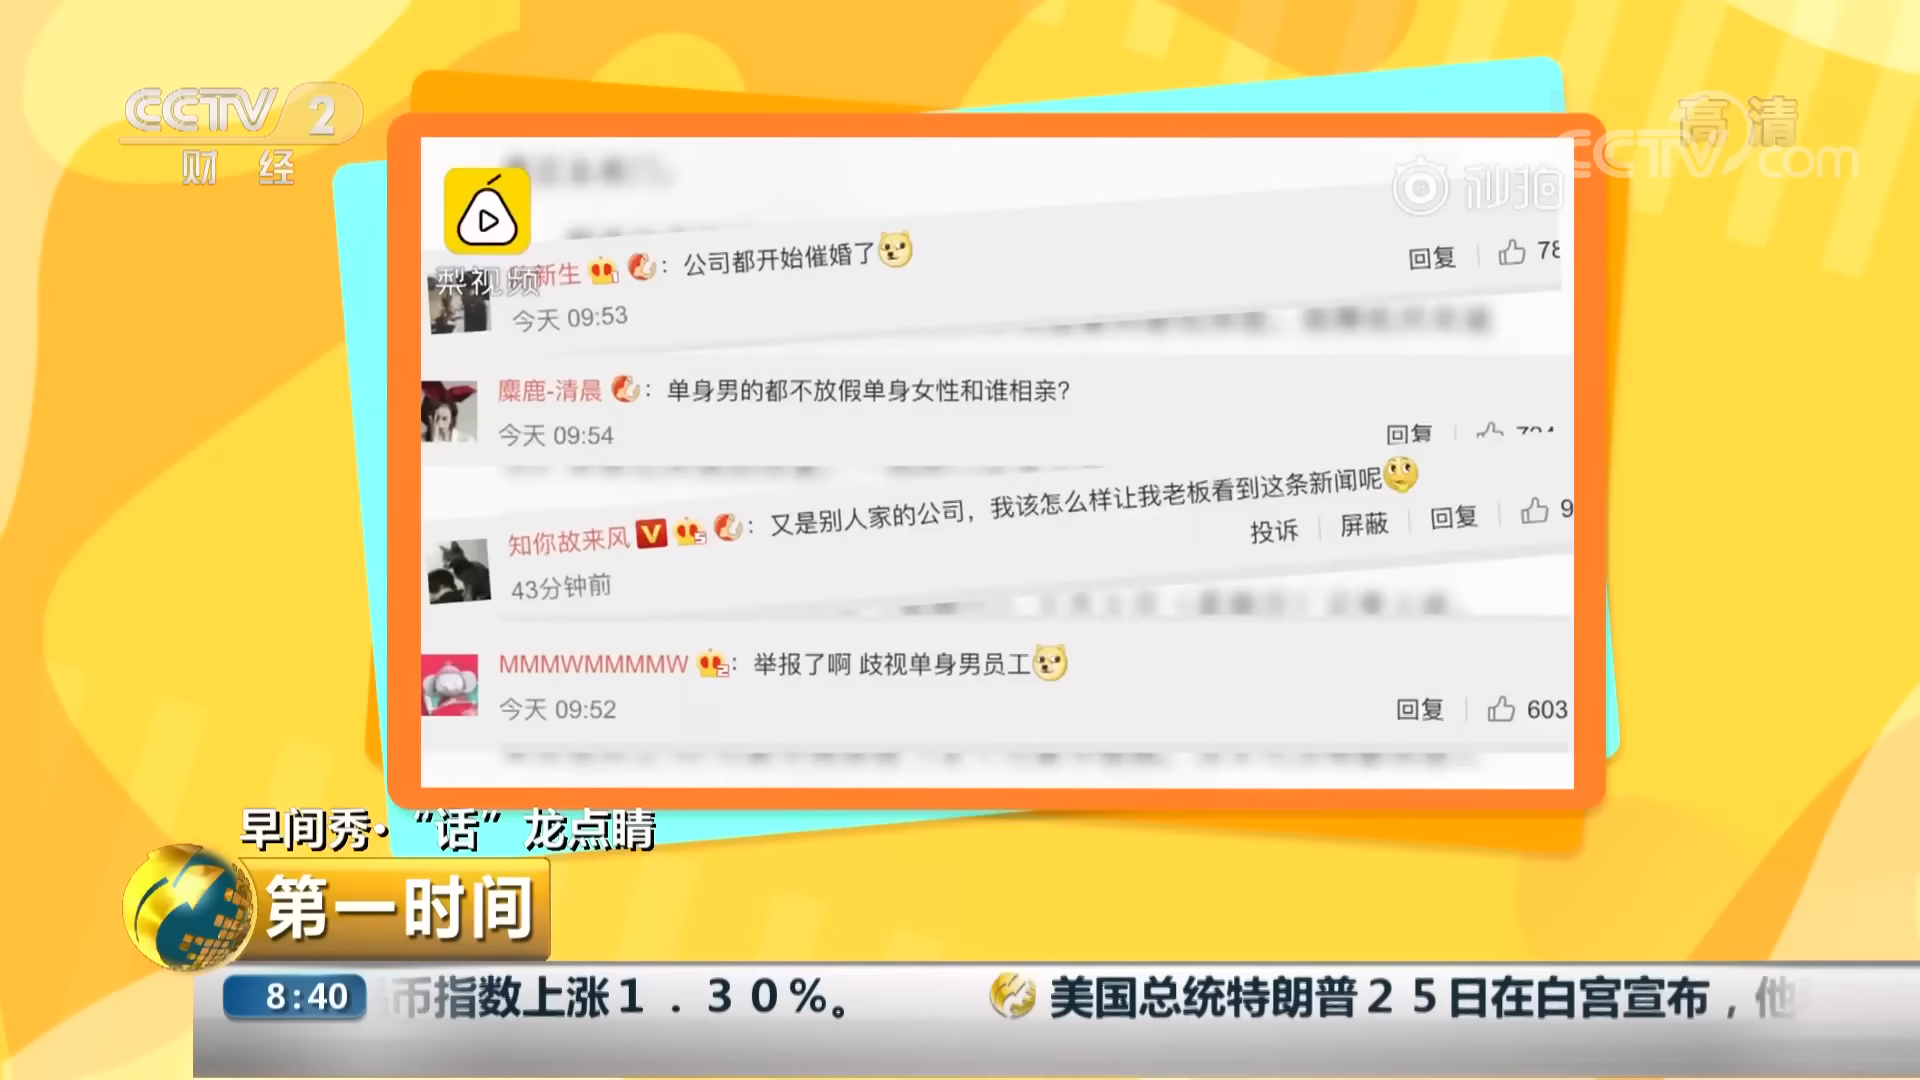 CCTV 2
财 经
高清
CCTV.com
秒拍
梨视频
新生： 公司都开始催婚了
今天 09:53
回复 78
麋鹿-清晨： 单身男的都不放假单身女性和谁相亲?
今天 09:54
回复
知你故来风： 又是别人家的公司，我该怎么样让我老板看到这条新闻呢
43分钟前
投诉 屏蔽 回复 9
MMMWMMMMW： 举报了啊 歧视单身男员工
今天 09:52
回复 603
早间秀·“话”龙点睛
第一时间
8:40
币指数上涨1．30%。 美国总统特朗普25日在白宫宣布，他